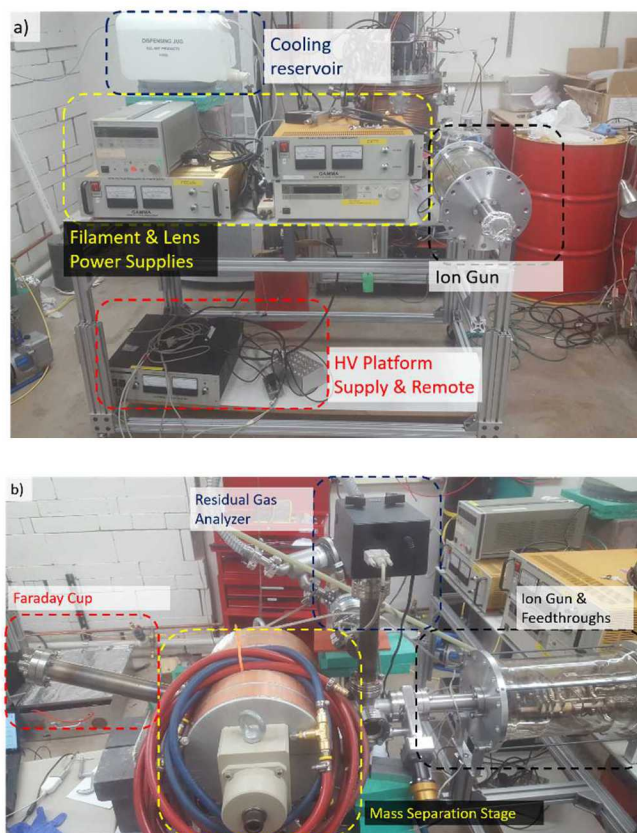 a)
Cooling
reservoir
DISPENSING JUG
Filament & Lens
Power Supplies
GAMMA
GAMMA
Ion Gun
HV Platform
Supply & Remote
b)
Residual Gas
Analyzer
Faraday Cup
Ion Gun &
Feedthroughs
Mass Separation Stage